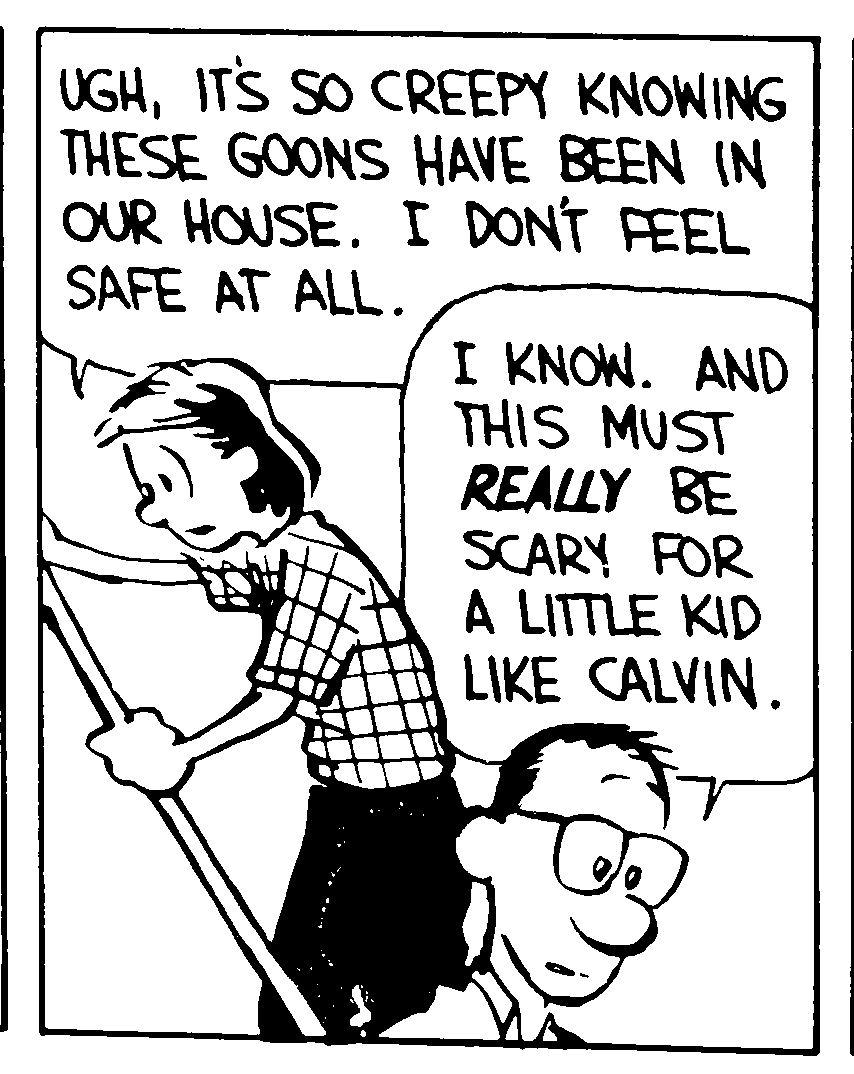 UGH, IT'S SO CREEPY KNOWING
THESE GOONS HAVE BEEN IN
OUR HOUSE. I DON'T FEEL
SAFE AT ALL.
I KNOW. AND
THIS MUST
REALLY BE
SCARY FOR
A LITTLE KID
LIKE CALVIN.